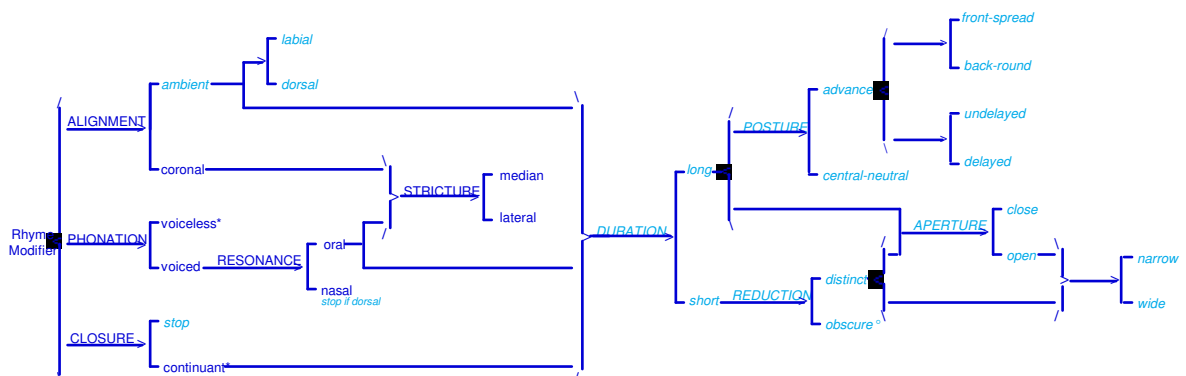 Rhyme
Modifier
ALIGNMENT
ambient
labial
dorsal
coronal
PHONATION
voiceless*
voiced
RESONANCE
oral
nasal
stop if dorsal
STRICTURE
median
lateral
CLOSURE
stop
continuant*
DURATION
long
POSTURE
advance
front-spread
back-round
undelayed
delayed
central-neutral
APERTURE
close
open
narrow
wide
short
REDUCTION
distinct
obscure°